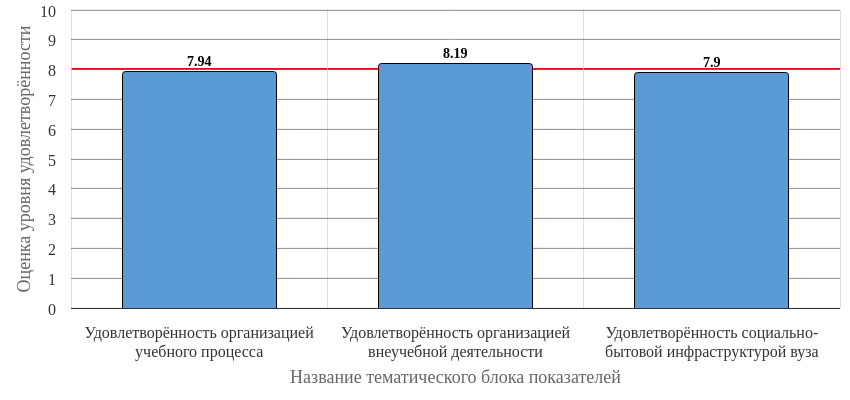 10
9
8
7
6
5
4
3
2
1
0
Оценка уровня удовлетворённости
7.94
8.19
7.9
Удовлетворённость организацией
учебного процесса
Удовлетворённость организацией
внеучебной деятельности
Удовлетворённость социально-
бытовой инфраструктурой вуза
Название тематического блока показателей